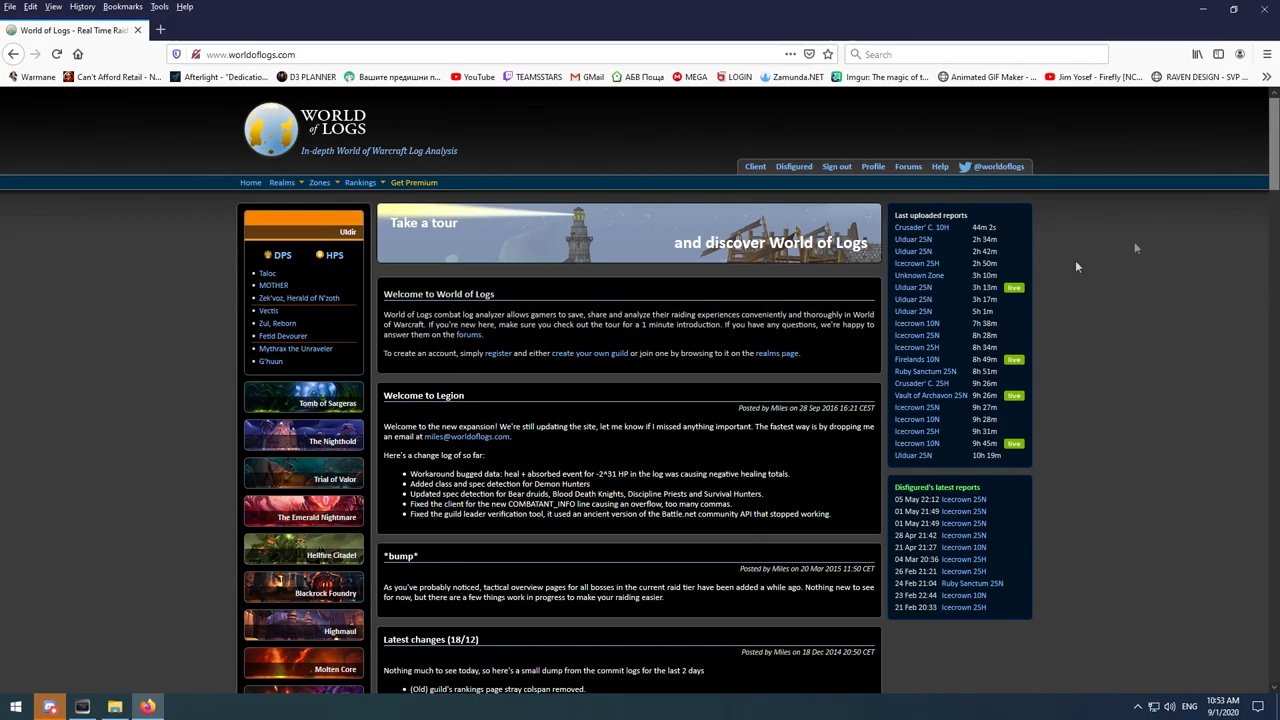 File Edit View History Bookmarks Tools Help
World of Logs - Real Time Raid
www.worldoflogs.com
Search
Warmane Can't Afford Retail - N... Afterlight - "Dedicatio... D3 PLANNER Вашите предишни п... YouTube TEAMSSTARS GMail АБВ Поща MEGA LOGIN Zamunda.NET Imgur: The magic of t... Animated GIF Maker - ... Jim Yosef - Firefly [NC... RAVEN DESIGN - SVP ...
WORLD
of LOGS
In-depth World of Warcraft Log Analysis
Client Disfigured Sign out Profile Forums Help @worldoflogs
Home Realms Zones Rankings Get Premium
Uldir
DPS HPS
Taloc
MOTHER
Zek'voz, Herald of N'zoth
Vectis
Zul, Reborn
Fetid Devourer
Mythrax the Unraveler
G'huun
Tomb of Sargeras
The Nighthold
Trial of Valor
The Emerald Nightmare
Hellfire Citadel
Blackrock Foundry
Highmaul
Molten Core
Take a tour
and discover World of Logs
Welcome to World of Logs
World of Logs combat log analyzer allows gamers to save, share and analyze their raiding experiences conveniently and thoroughly in World
of Warcraft. If you're new here, make sure you check out the tour for a 1 minute introduction. If you have any questions, we're happy to
answer them on the forums.
To create an account, simply register and either create your own guild or join one by browsing to it on the realms page.
Welcome to Legion
Posted by Miles on 28 Sep 2016 16:21 CEST
Welcome to the new expansion! We're still updating the site, let me know if I missed anything important. The fastest way is by dropping me
an email at miles@worldoflogs.com.
Here's a change log of so far:
Workaround bugged data: heal + absorbed event for -2^31 HP in the log was causing negative healing totals.
Added class and spec detection for Demon Hunters
Updated spec detection for Bear druids, Blood Death Knights, Discipline Priests and Survival Hunters.
Fixed the client for the new COMBATANT_INFO line causing an overflow, too many commas.
Fixed the guild leader verification tool, it used an ancient version of the Battle.net community API that stopped working.
*bump*
Posted by Miles on 20 Mar 2015 11:50 CET
As you've probably noticed, tactical overview pages for all bosses in the current raid tier have been added a while ago. Nothing new to see
for now, but there are a few things work in progress to make your raiding easier.
Latest changes (18/12)
Posted by Miles on 18 Dec 2014 20:50 CET
Nothing much to see today, so here's a small dump from the commit logs for the last 2 days
(Old) guild's rankings page stray colspan removed.
Last uploaded reports
Crusader' C. 10H 44m 2s
Ulduar 25N 2h 34m
Ulduar 25N 2h 42m
Icecrown 25H 2h 50m
Unknown Zone 3h 10m
Ulduar 25N 3h 13m live
Ulduar 25N 3h 17m
Ulduar 25N 5h 1m
Icecrown 10N 7h 38m
Icecrown 25H 8h 28m
Icecrown 25H 8h 34m
Firelands 10N 8h 49m live
Ruby Sanctum 25N 8h 51m
Crusader' C. 25H 9h 26m
Vault of Archavon 25N 9h 26m live
Icecrown 25N 9h 27m
Icecrown 10N 9h 28m
Icecrown 25H 9h 31m
Icecrown 10N 9h 45m live
Ulduar 25N 10h 19m
Disfigured's latest reports
05 May 22:12 Icecrown 25N
01 May 21:49 Icecrown 25N
01 May 21:49 Icecrown 25N
28 Apr 21:42 Icecrown 25N
21 Apr 21:27 Icecrown 10N
04 Mar 20:36 Icecrown 25H
26 Feb 21:21 Icecrown 25H
24 Feb 21:04 Ruby Sanctum 25N
23 Feb 22:44 Icecrown 10N
21 Feb 20:33 Icecrown 25H
ENG
10:53 AM
9/1/2020